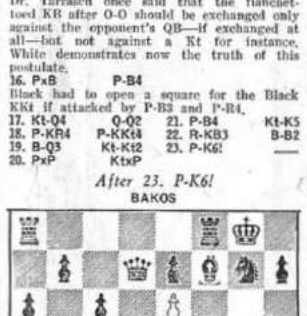 Dr. Tarrasch once said that the fianchet-
toed KB after O-O should be exchanged only
against the opponent's QB—if exchanged at
all—but not against a Kt for instance.
White demonstrates now the truth of this
postulate.
16. PxB P-B4
Black had to open a square for the Black
KKt if attacked by P-B3 and P-R4.
17. Kt-Q4 Q-Q2 21. P-B4 Kt-K5
18. P-KR4 P-KKt4 22. R-KB3 B-B2
19. B-Q3 Kt-Kt2 23. P-K6!
20. PxP KtxP
After 23. P-K6!
BAKOS